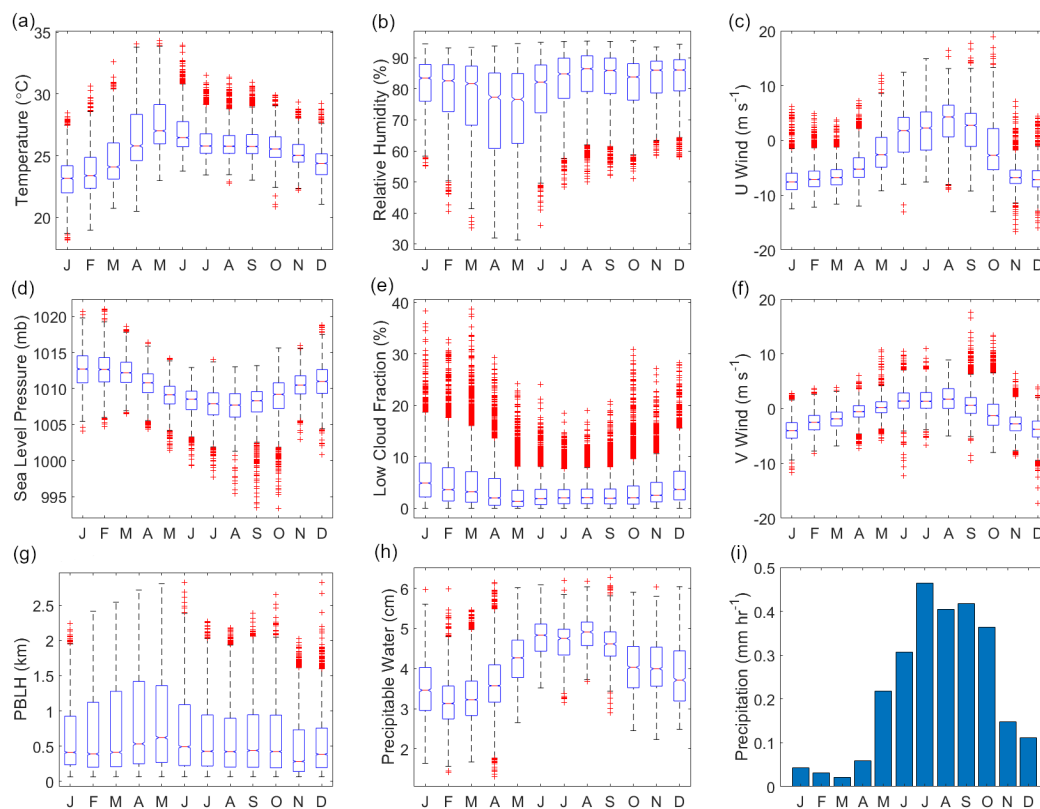 (a)
Temperature (°C)
35
30
25
20
J F M A M J J A S O N D
(b)
Relative Humidity (%)
90
80
70
60
50
40
30
J F M A M J J A S O N D
(c)
U Wind (m s⁻¹)
20
10
0
-10
-20
J F M A M J J A S O N D
(d)
Sea Level Pressure (mb)
1020
1015
1010
1005
1000
995
J F M A M J J A S O N D
(e)
Low Cloud Fraction (%)
40
30
20
10
0
J F M A M J J A S O N D
(f)
V Wind (m s⁻¹)
20
10
0
-10
-20
J F M A M J J A S O N D
(g)
PBLH (km)
2.5
2
1.5
1
0.5
0
J F M A M J J A S O N D
(h)
Precipitable Water (cm)
6
5
4
3
2
J F M A M J J A S O N D
(i)
Precipitation (mm hr⁻¹)
0.5
0.4
0.3
0.2
0.1
0
J F M A M J J A S O N D